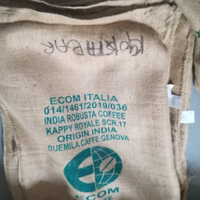 ECOM ITALIA
014/1461/2019/036
INDIA ROBUSTA COFFEE
KAPPY ROYALE SCR.17
ORIGIN INDIA
DUEMILA CAFFE GENOVA
ECOM